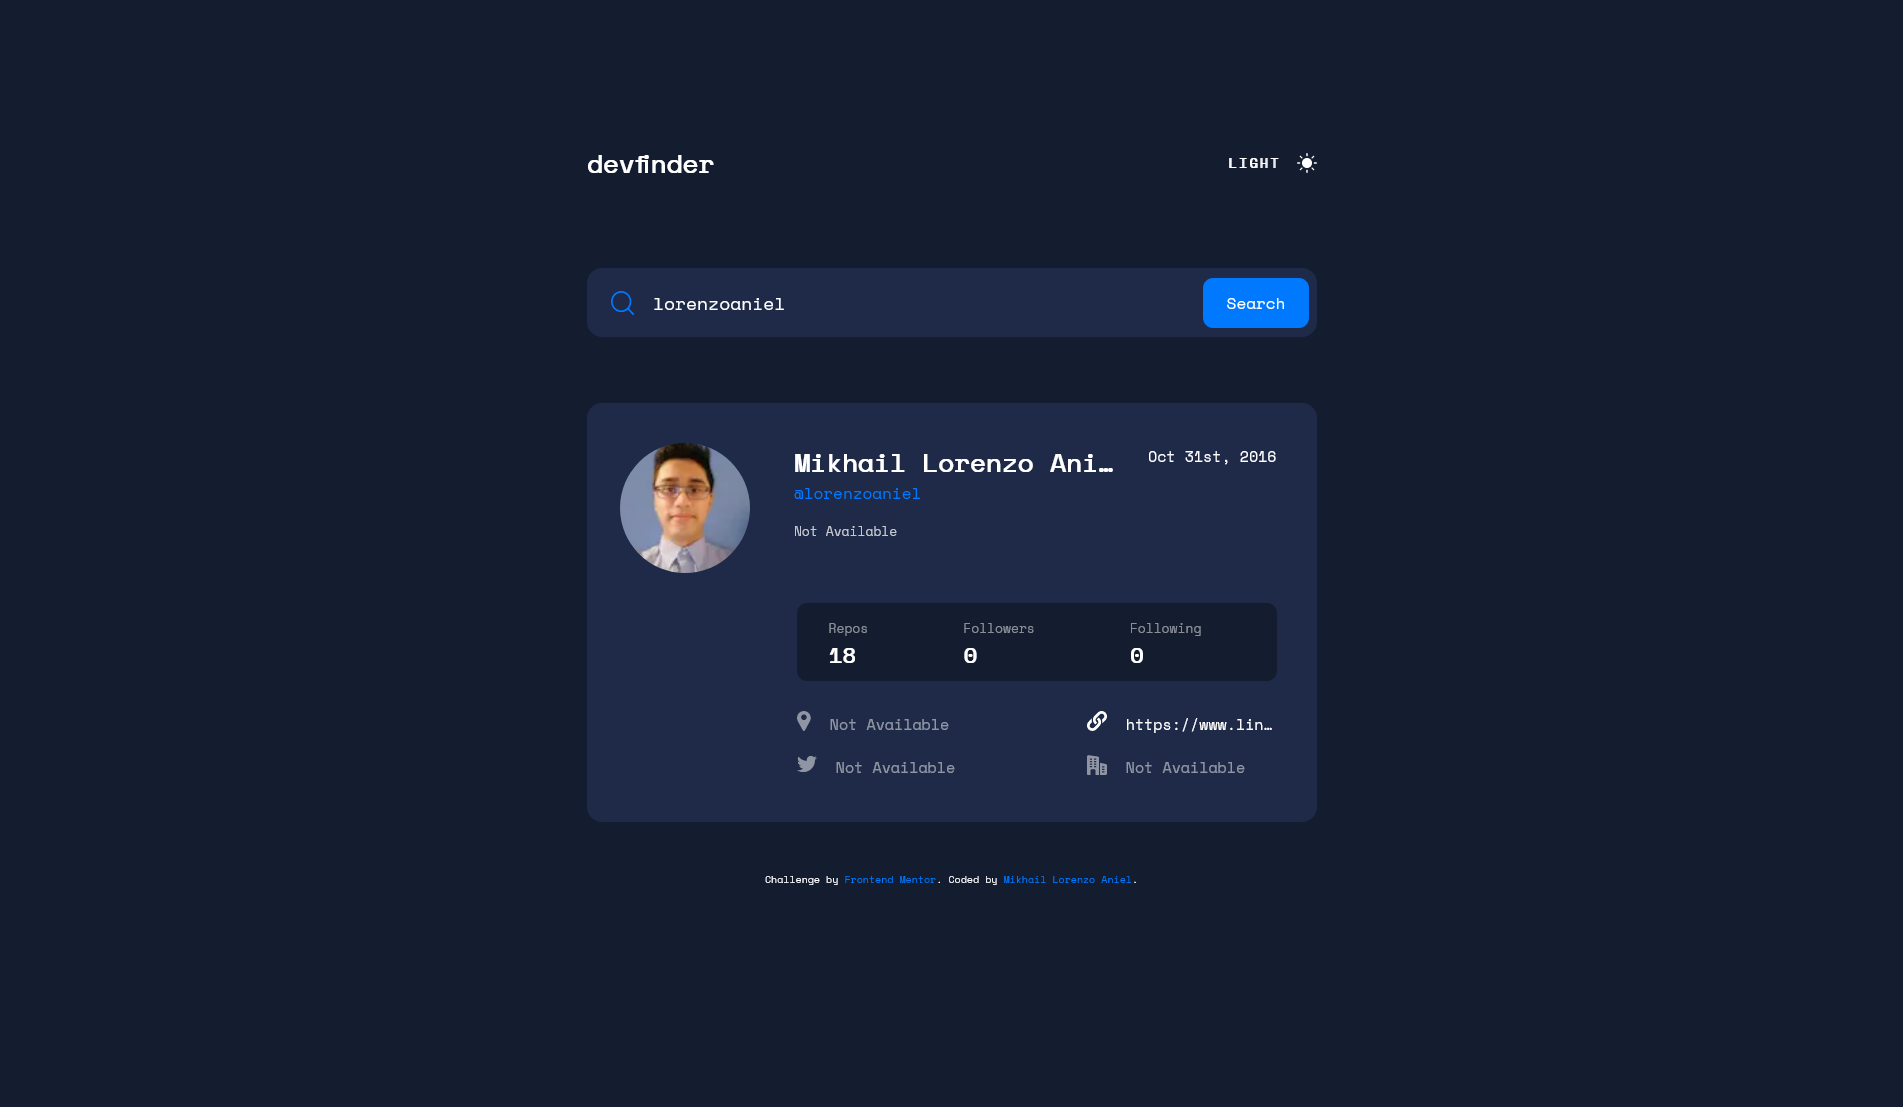 devfinder
LIGHT
lorenzoaniel
Search
Mikhail Lorenzo Ani…
Oct 31st, 2016
@lorenzoaniel
Not Available
Repos
Followers
Following
18
0
0
Not Available
https://www.lin…
Not Available
Not Available
Challenge by Frontend Mentor. Coded by Mikhail Lorenzo Aniel.